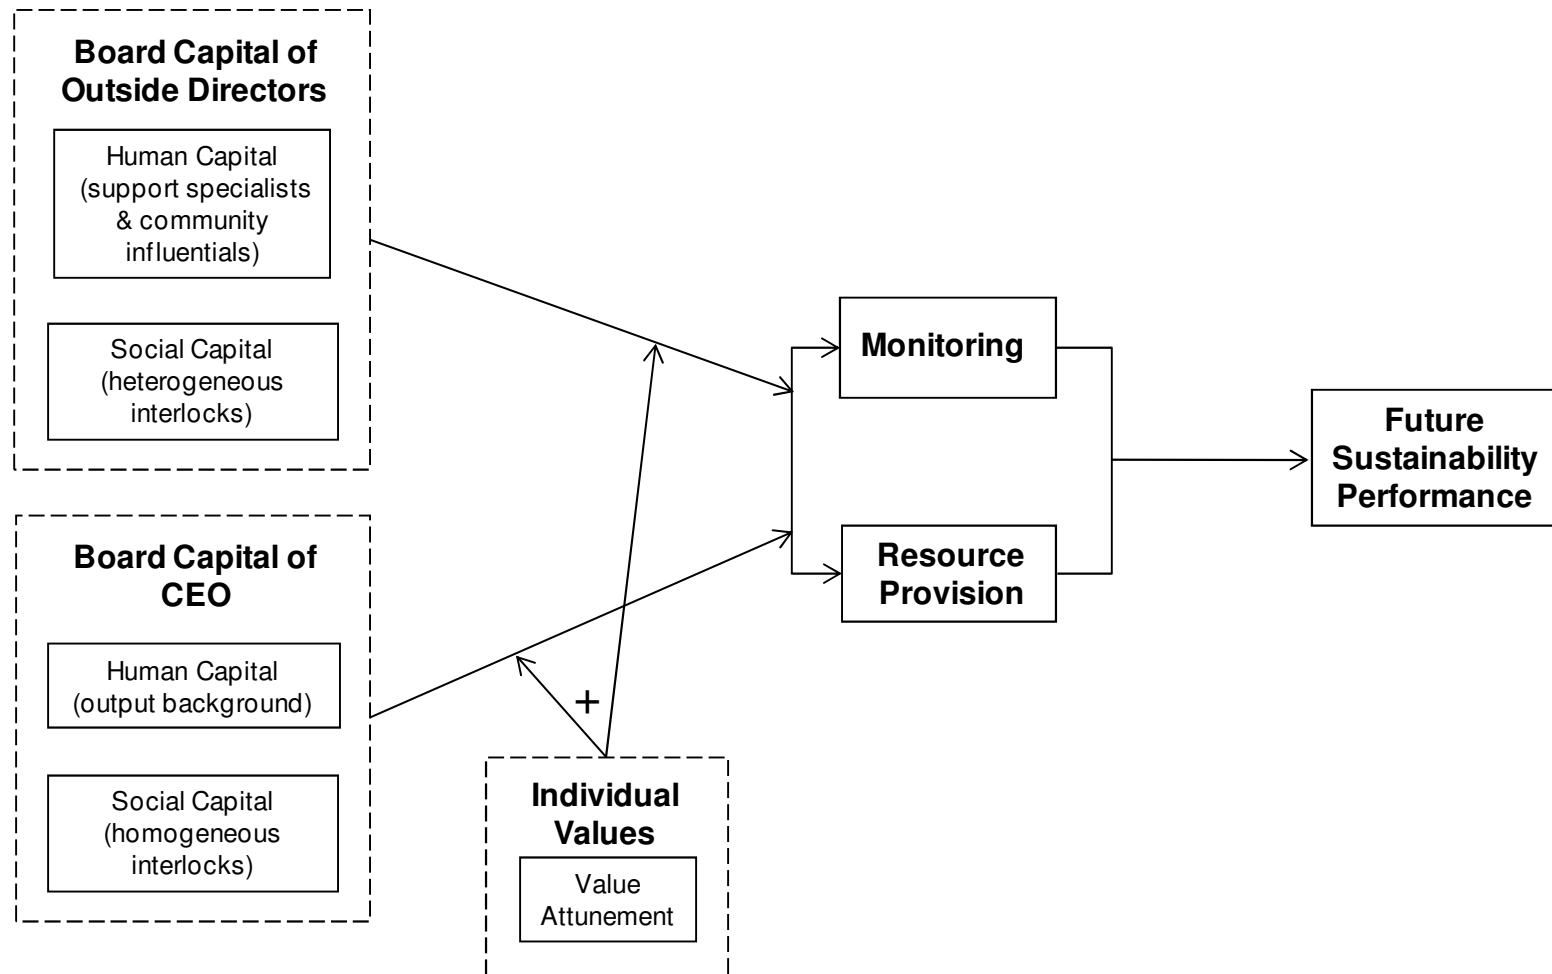 Board Capital of
Outside Directors
Human Capital
(support specialists
& community
influentials)
Social Capital
(heterogeneous
interlocks)
Board Capital of
CEO
Human Capital
(output background)
Social Capital
(homogeneous
interlocks)
+
Individual
Values
Value
Attunement
Monitoring
Resource
Provision
Future
Sustainability
Performance